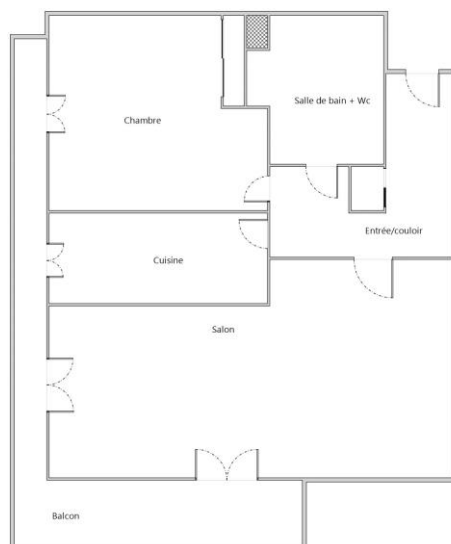 Salle de bain + Wc
Chambre
Entrée/couloir
Cuisine
Salon
Balcon